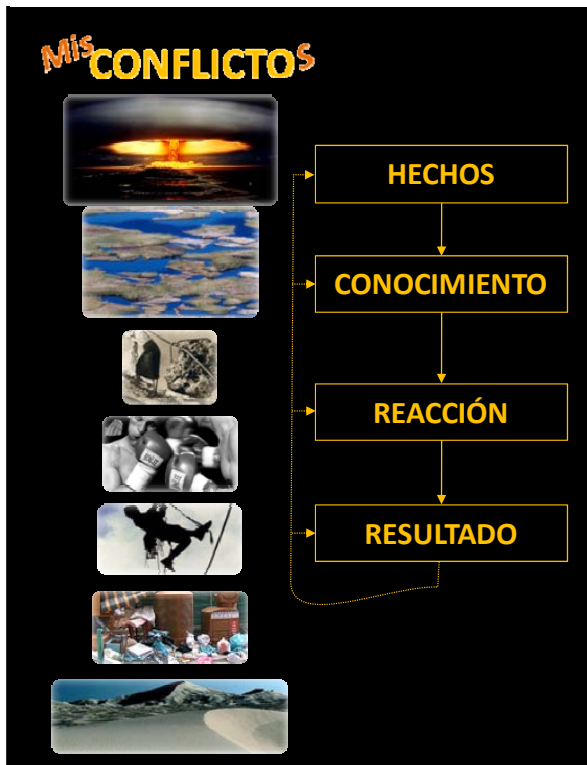 Mis CONFLICTOS
HECHOS
CONOCIMIENTO
REACCIÓN
RESULTADO